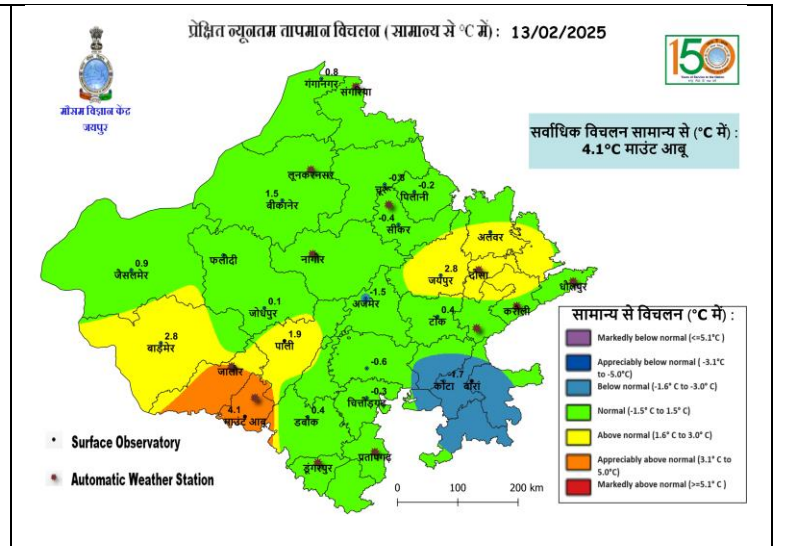 प्रेक्षित न्यूनतम तापमान विचलन ( सामान्य से °C में) : 13/02/2025
मौसम विज्ञान केंद्र
जयपुर
150
सर्वाधिक विचलन सामान्य से (°C में) :
4.1°C माउंट आबू
0.8
गंगानगर
संगरिया
लूनकरनसर
1.5
बीकानेर
-0.8
चूरू
-0.2
पिलानी
-0.4
सीकर
अलवर
0.9
जैसलमेर
फलौदी
नागौर
2.8
जयपुर
दौसा
धौलपुर
-1.5
अजमेर
0.1
जोधपुर
0.4
टोंक
करौली
2.8
बाड़मेर
1.9
पाली
जालौर
-0.6
-1.7
कोटा
बाँरां
-0.3
चित्तौड़गढ़
4.1
माउंट आबू
0.4
डबोक
डूंगरपुर
प्रतापगढ़
सामान्य से विचलन (°C में) :
Markedly below normal (<=5.1°C )
Appreciably below normal ( -3.1°C
to -5.0°C)
Below normal (-1.6° C to -3.0° C)
Normal (-1.5° C to 1.5° C)
Above normal (1.6° C to 3.0° C)
Appreciably above normal (3.1° C to
5.0°C)
Markedly above normal (>=5.1° C )
Surface Observatory
Automatic Weather Station
0 100 200 km